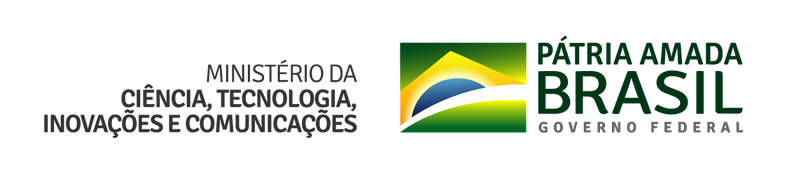 MINISTÉRIO DA
CIÊNCIA, TECNOLOGIA,
INOVAÇÕES E COMUNICAÇÕES
PÁTRIA AMADA
BRASIL
GOVERNO FEDERAL